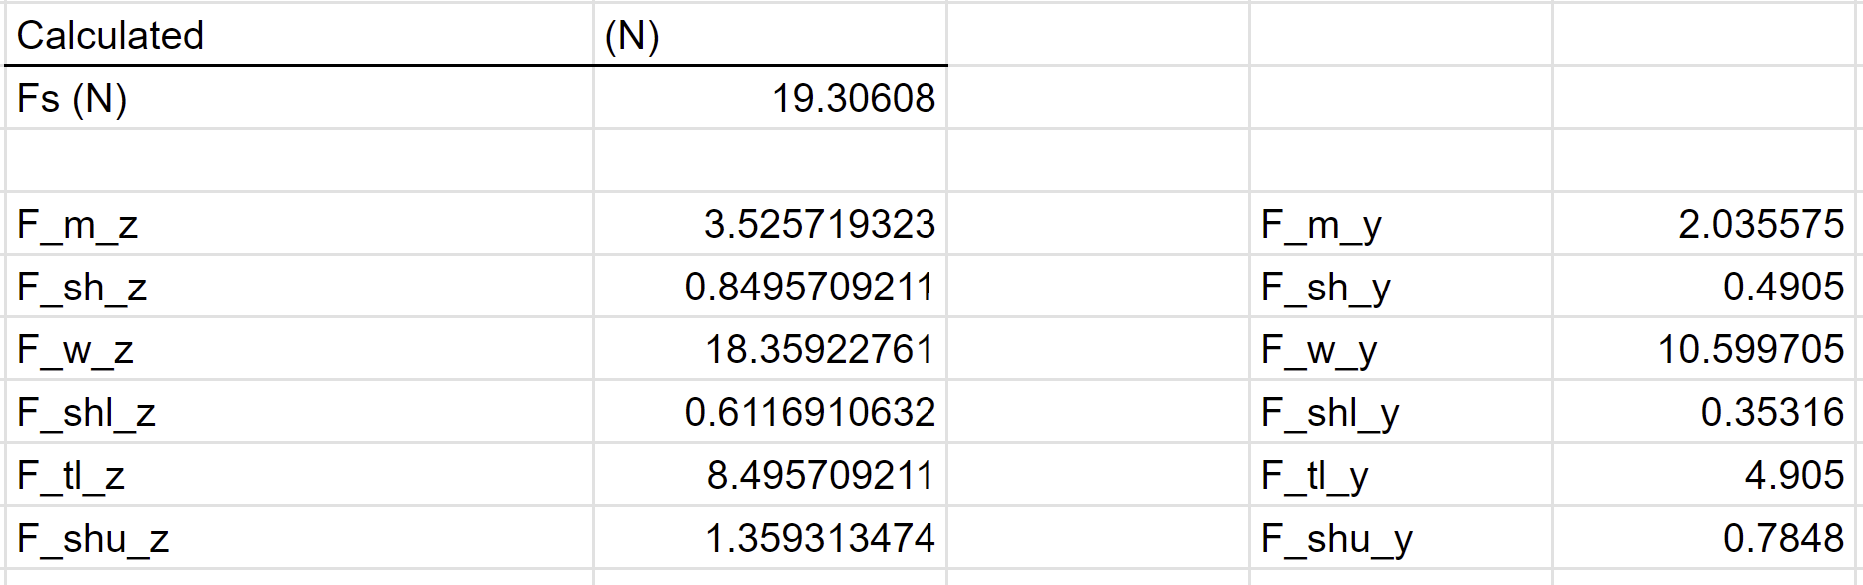 Calculated (N)
Fs (N) 19.30608
F_m_z 3.525719323 F_m_y 2.035575
F_sh_z 0.8495709211 F_sh_y 0.4905
F_w_z 18.35922761 F_w_y 10.599705
F_shl_z 0.6116910632 F_shl_y 0.35316
F_tl_z 8.495709211 F_tl_y 4.905
F_shu_z 1.359313474 F_shu_y 0.7848